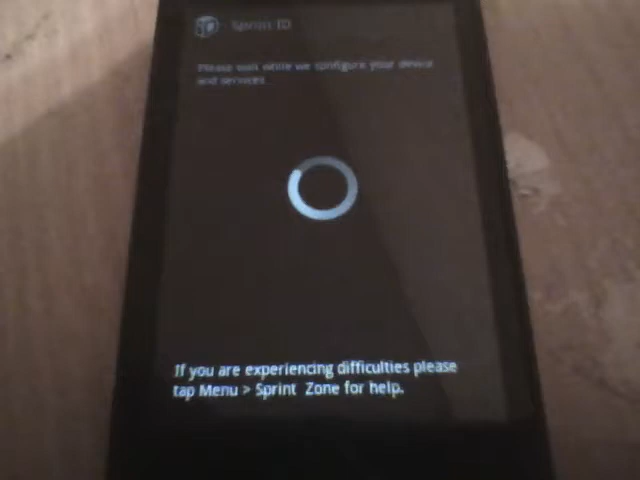 Sprint ID
Please wait while we configure your device
and services.
If you are experiencing difficulties please
tap Menu > Sprint Zone for help.